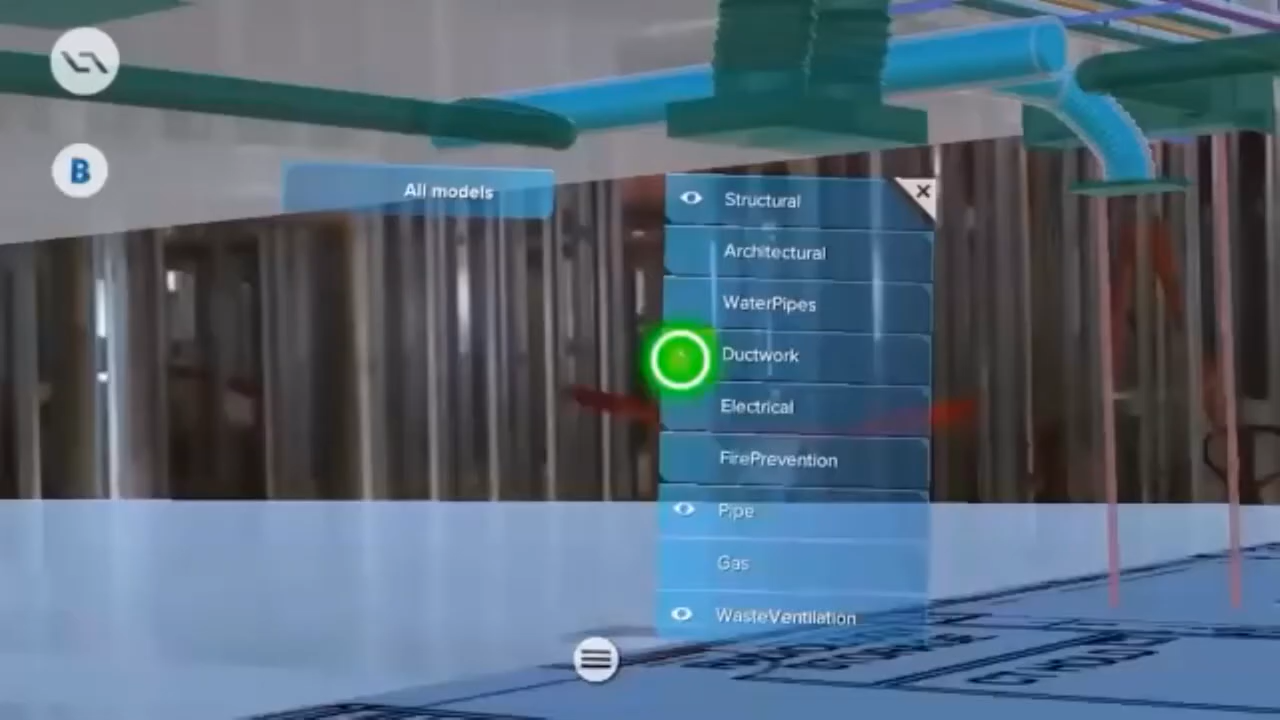 B
All models
Structural
Architectural
WaterPipes
Ductwork
Electrical
FirePrevention
Pipe
Gas
WasteVentilation